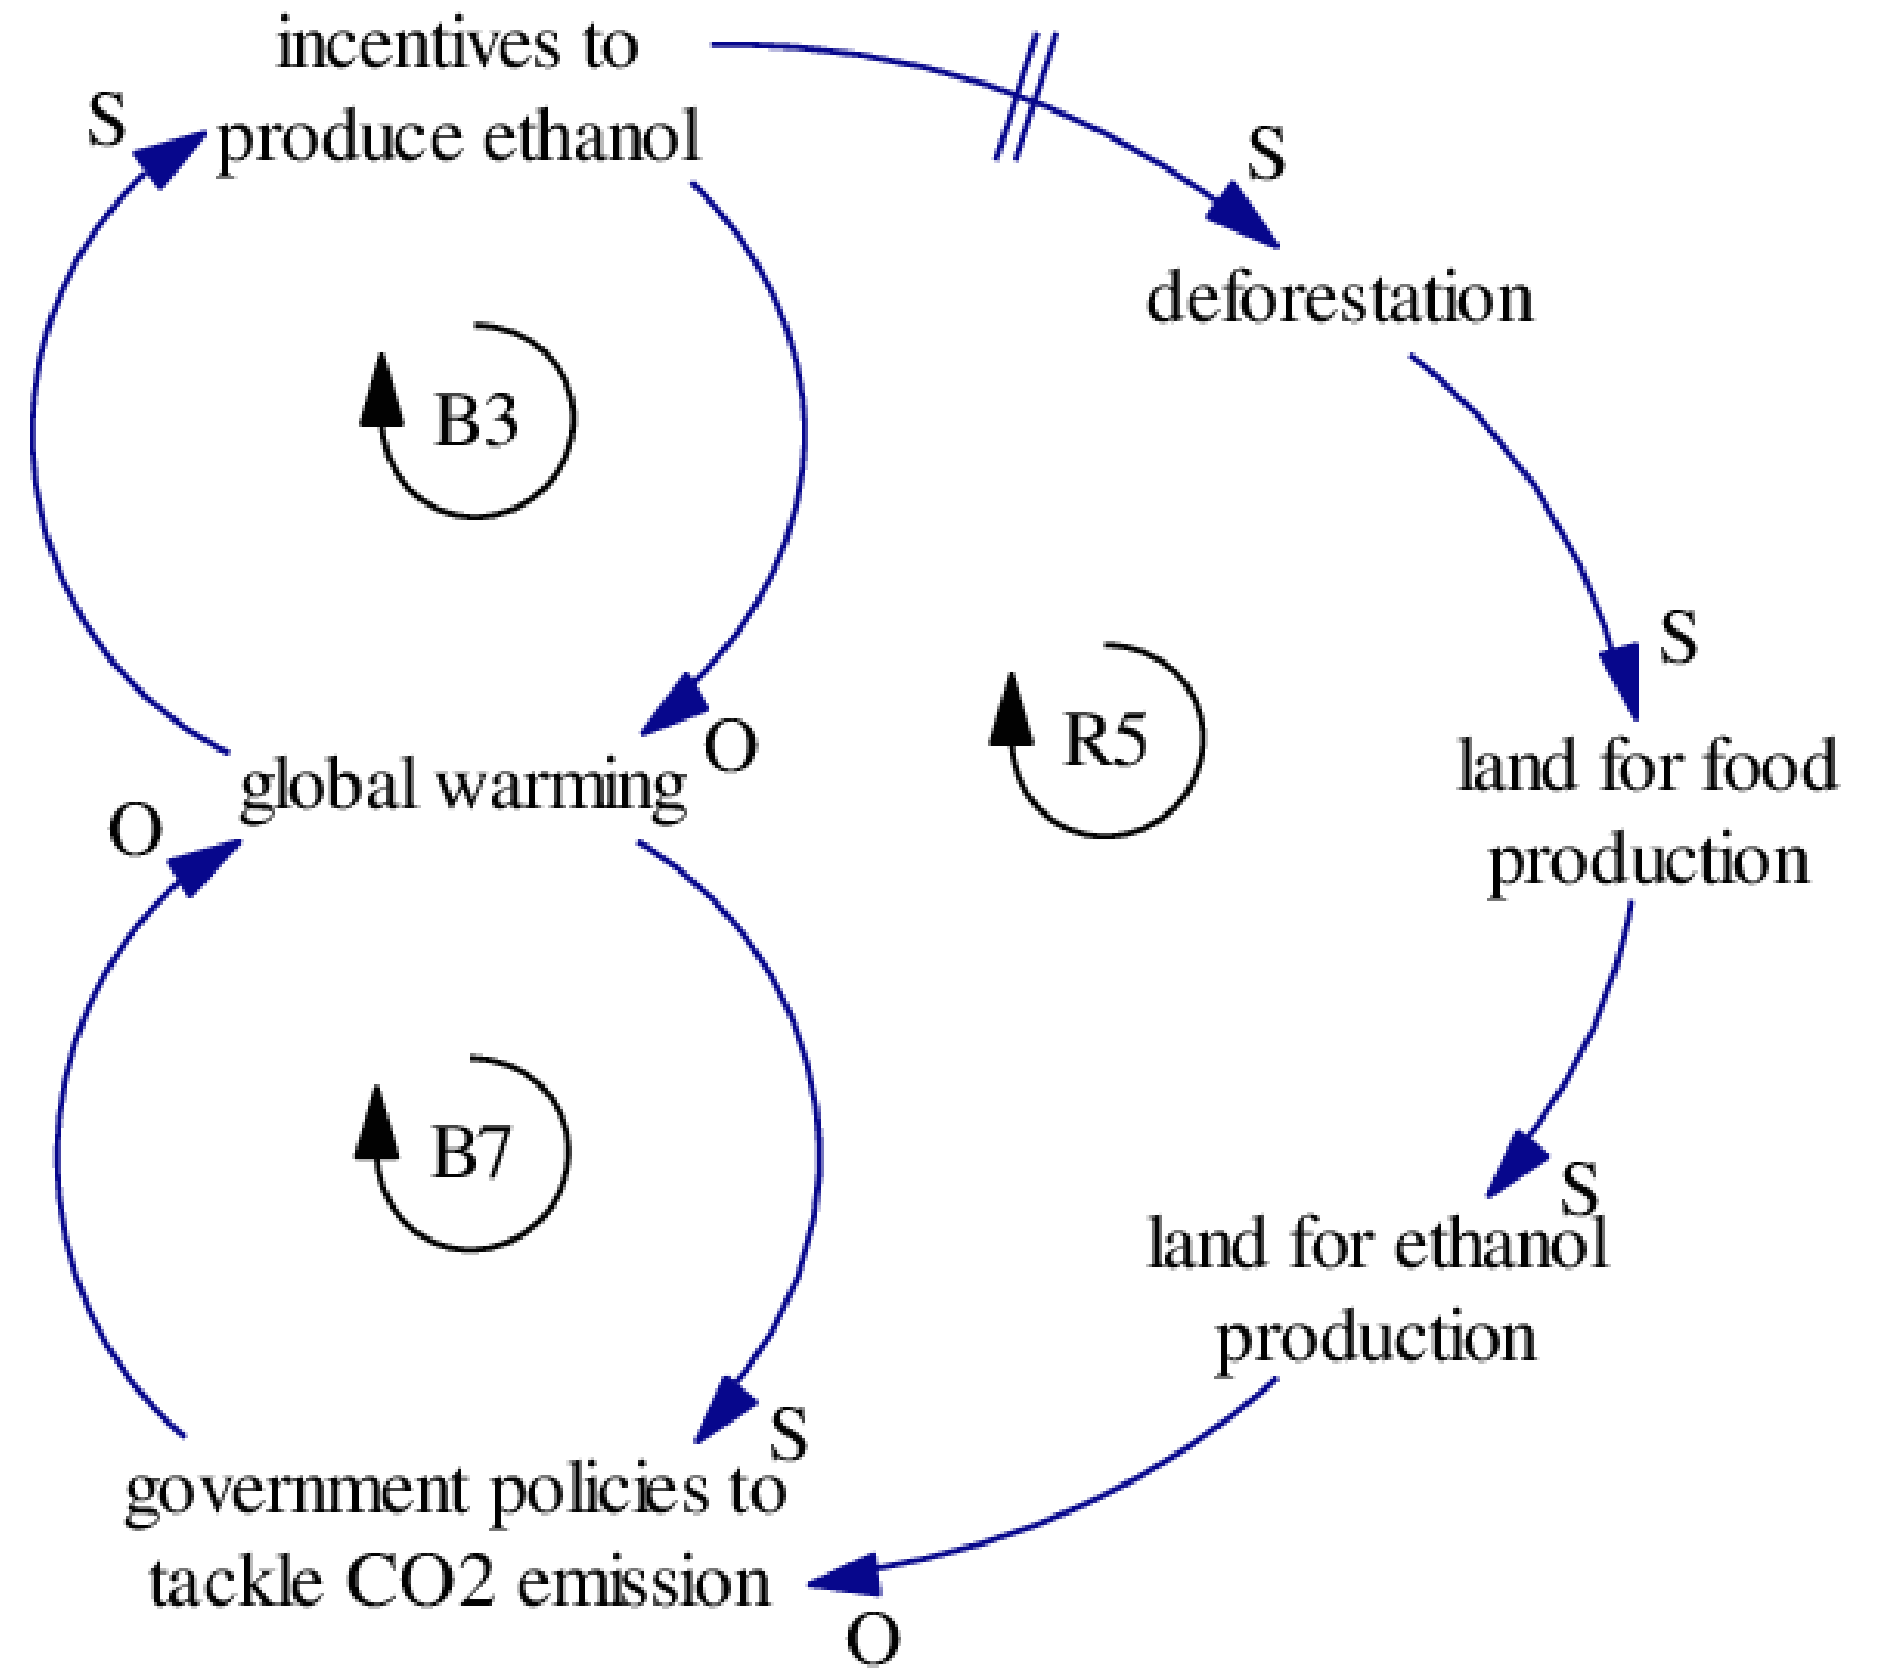 incentives to
produce ethanol
S
S
deforestation
B3
S
R5
O
global warming
O
land for food
production
B7
S
land for ethanol
production
S
government policies to
tackle CO2 emission
O